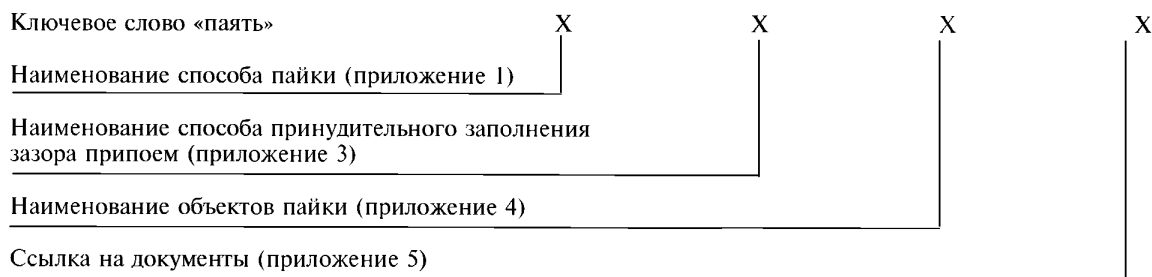 Ключевое слово «паять» X X X X
Наименование способа пайки (приложение 1)
Наименование способа принудительного заполнения
зазора припоем (приложение 3)
Наименование объектов пайки (приложение 4)
Ссылка на документы (приложение 5)